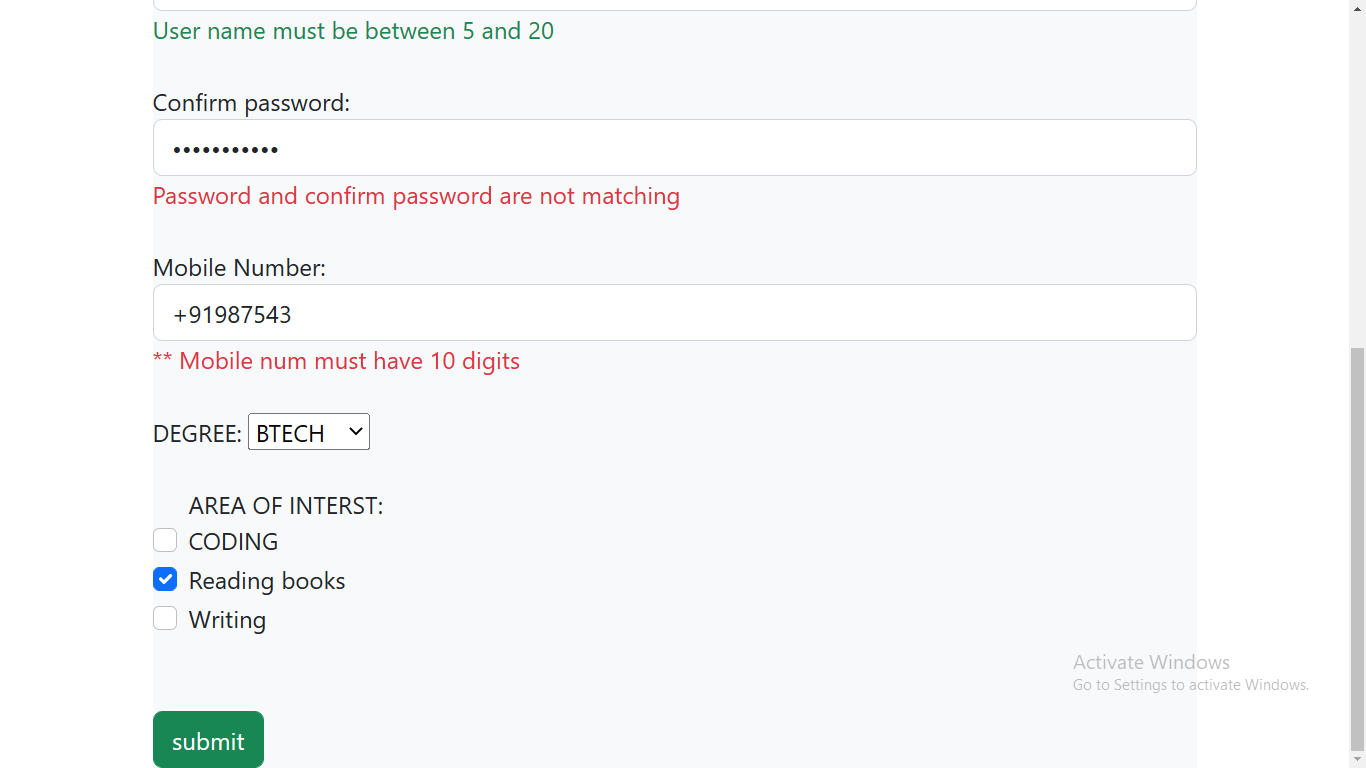 User name must be between 5 and 20
Confirm password:
•••••••••••
Password and confirm password are not matching
Mobile Number:
+91987543
** Mobile num must have 10 digits
DEGREE: BTECH
AREA OF INTERST:
CODING
Reading books
Writing
Activate Windows
Go to Settings to activate Windows.
submit